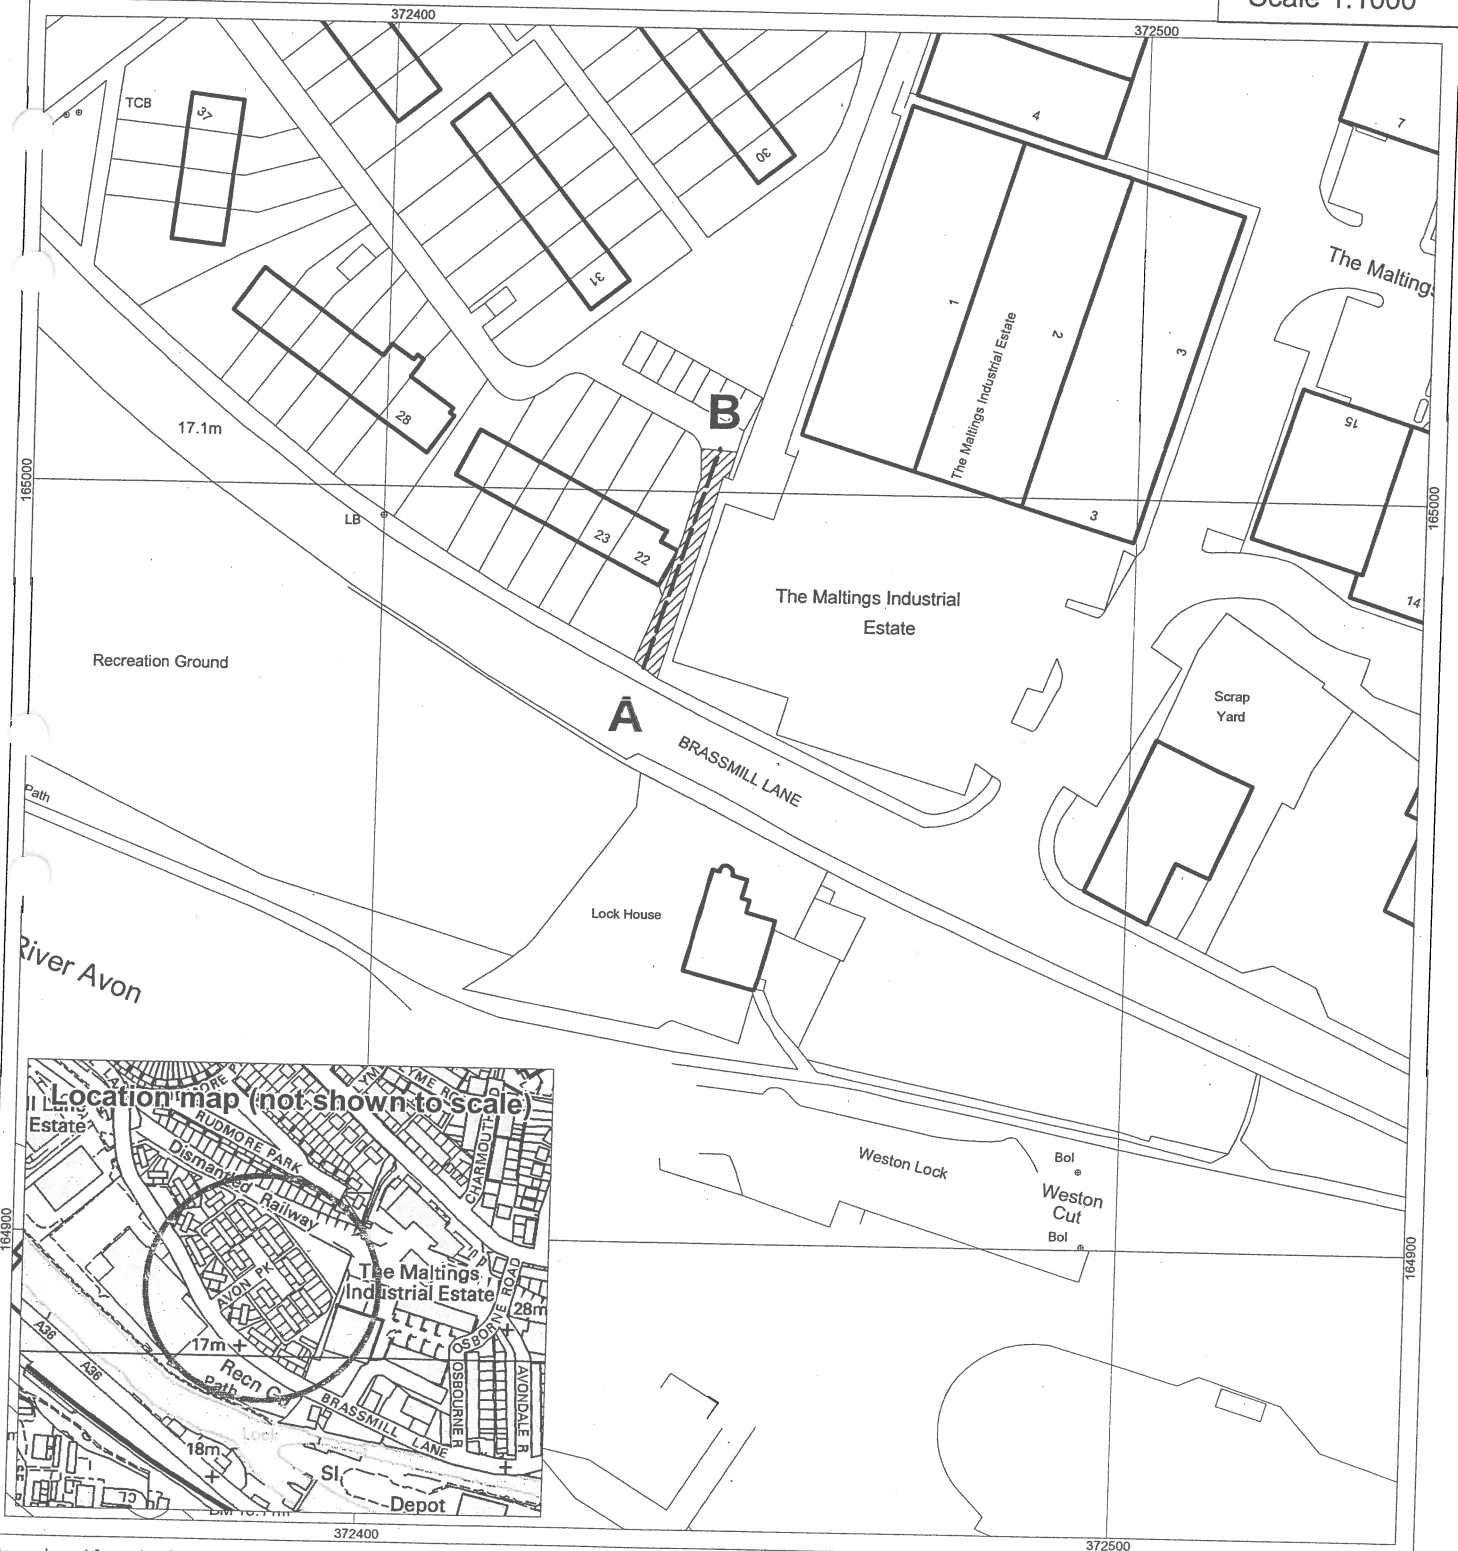 Scale 1:1000
372400
372500
TCB
37
30
31
4
7
The Maltings
1
2
3
The Maltings Industrial Estate
15
B
28
17.1m
165000
165000
LB
23
22
3
14
The Maltings Industrial
Estate
Recreation Ground
Scrap
Yard
A
BRASSMILL LANE
Path
Lock House
River Avon
Location map (not shown to scale)
Estate
RUDMORE PARK
Dismantled Railway
CHARMOUTH
AVON PK
The Maltings
Industrial Estate
OSBORNE ROAD
28m
17m
Recn G
Path
A36
A36
BRASSMILL LANE
OSBOURNE R
AVONDALE R
Lock
18m
Sl
Depot
CL
Weston Lock
Bol
Weston
Cut
Bol
164900
164900
372400
372500